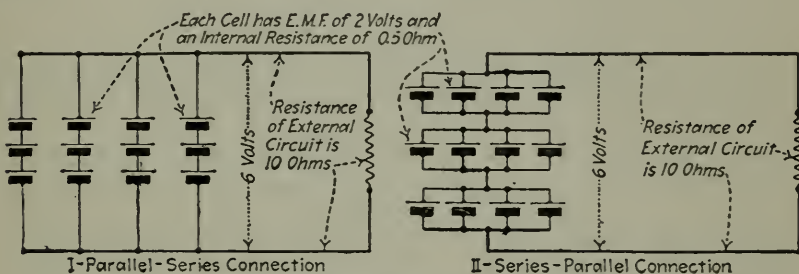 Each Cell has E.M.F. of 2 Volts and
an Internal Resistance of 0.5 Ohm
Resistance
of External
Circuit is
10 Ohms
6 Volts
I-Parallel-Series Connection
6 Volts
Resistance of
External Circuit
is 10 Ohms
II-Series-Parallel Connection